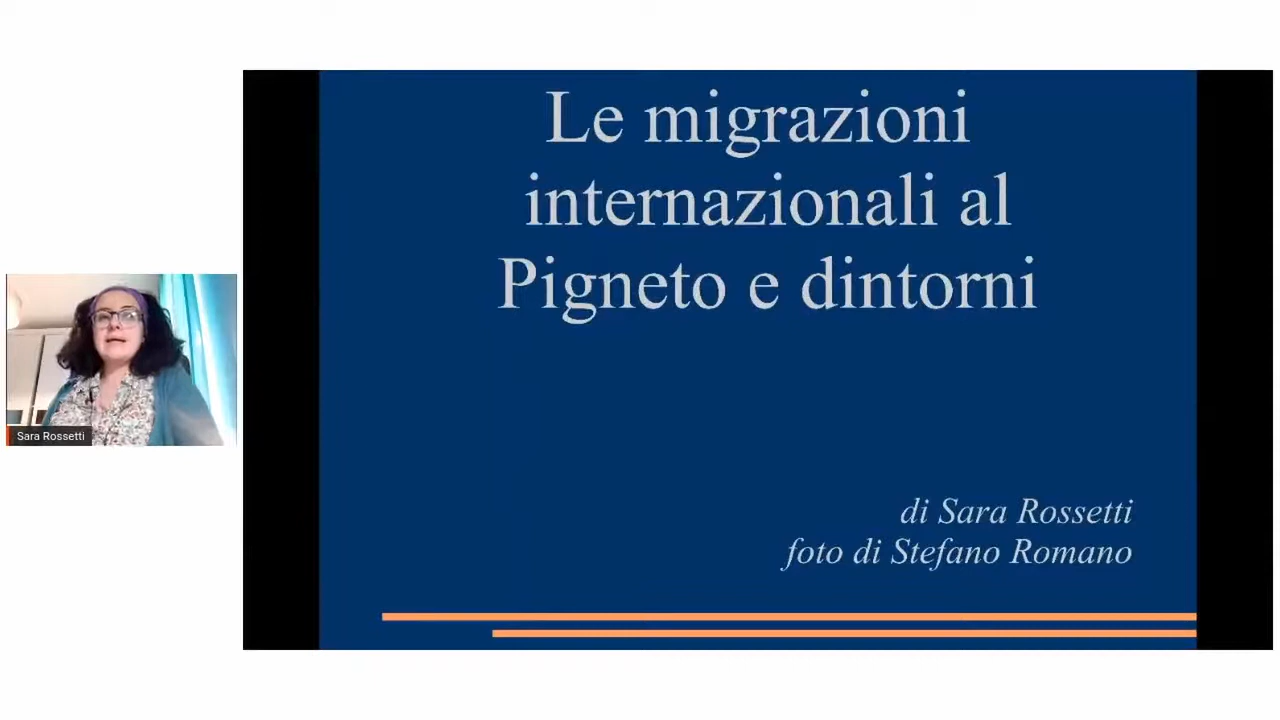 Le migrazioni
internazionali al
Pigneto e dintorni
di Sara Rossetti
foto di Stefano Romano
Sara Rossetti